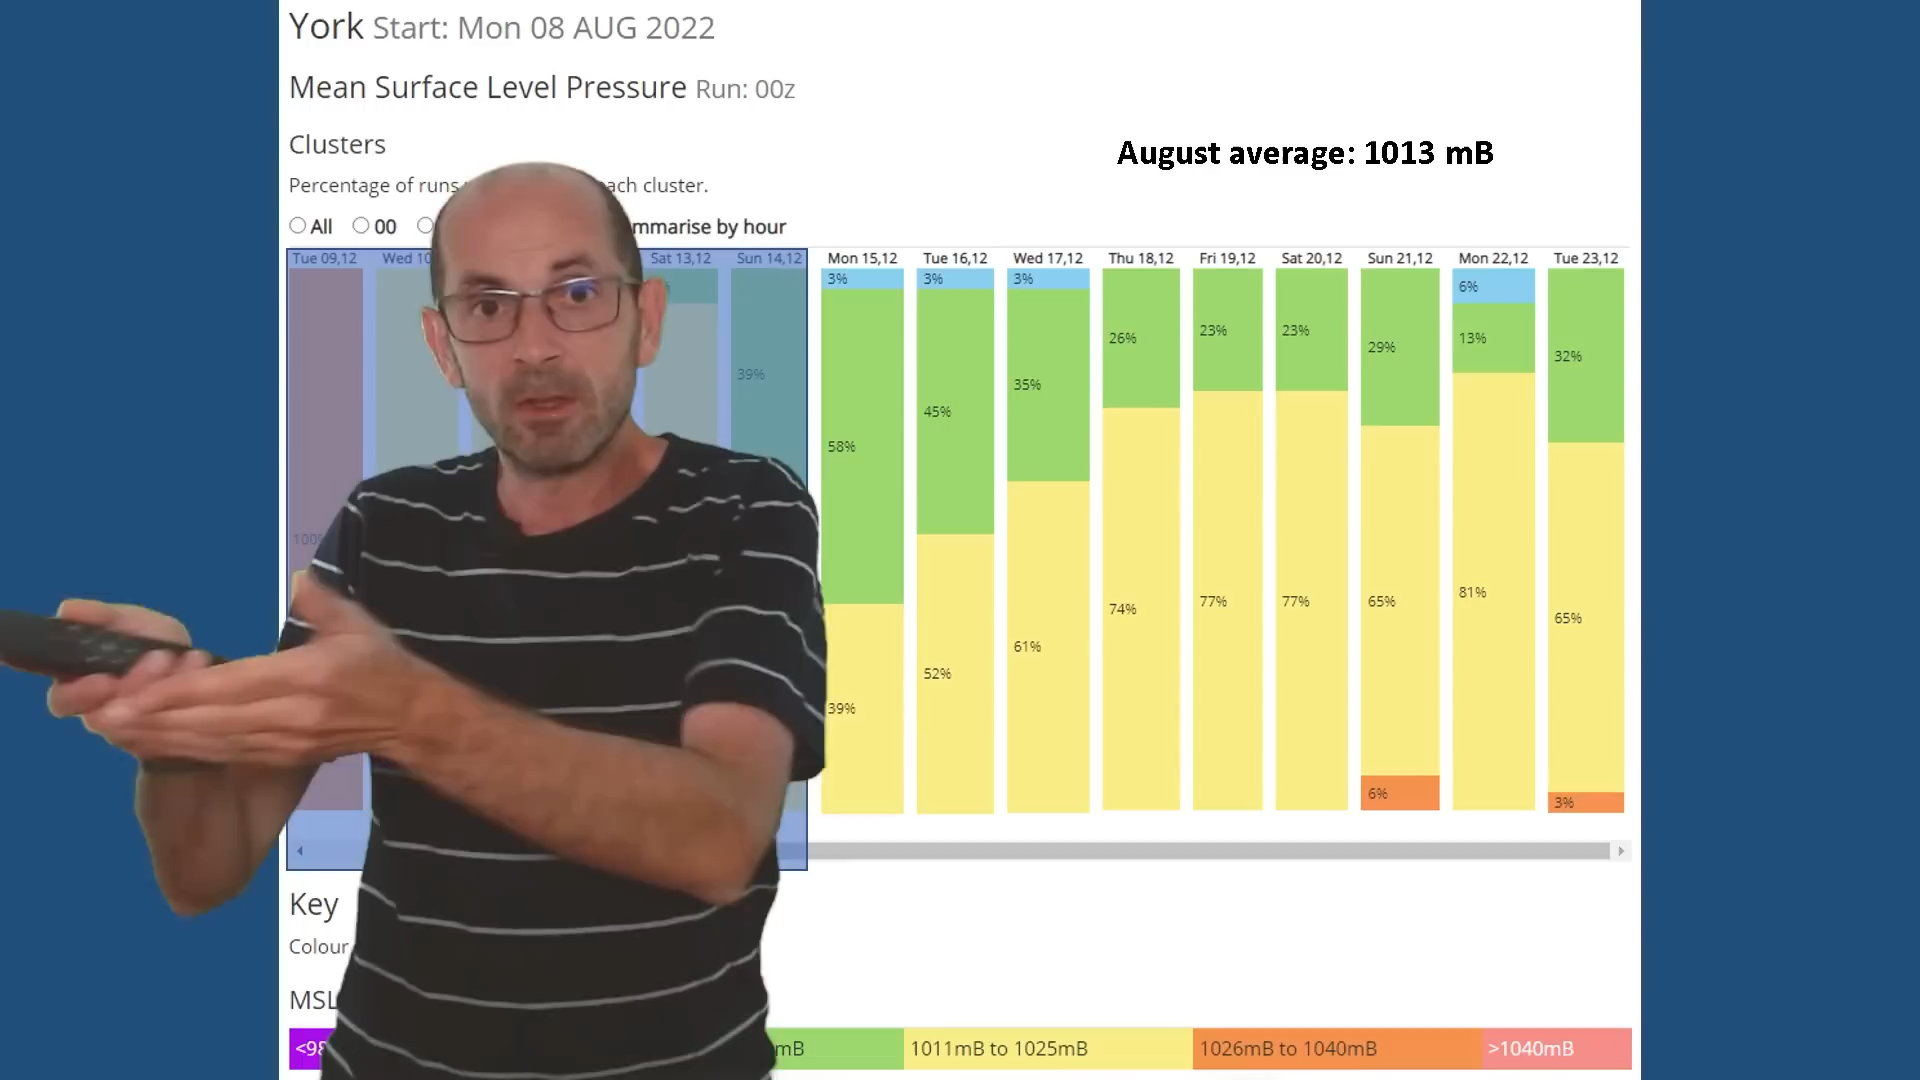 York Start: Mon 08 AUG 2022
Mean Surface Level Pressure Run: 00z
Clusters
August average: 1013 mB
Percentage of runs each cluster.
All 00 mmarise by hour
Tue 09,12 Wed 10 Sat 13,12 Sun 14,12 Mon 15,12 Tue 16,12 Wed 17,12 Thu 18,12 Fri 19,12 Sat 20,12 Sun 21,12 Mon 22,12 Tue 23,12
3% 3% 3% 6%
26% 23% 23% 29% 13% 32%
39% 35%
58% 45%
100%
74% 77% 77% 65% 81% 65%
39% 52% 61%
6% 3%
Key
Colour
MSL
<98 mB 1011mB to 1025mB 1026mB to 1040mB >1040mB